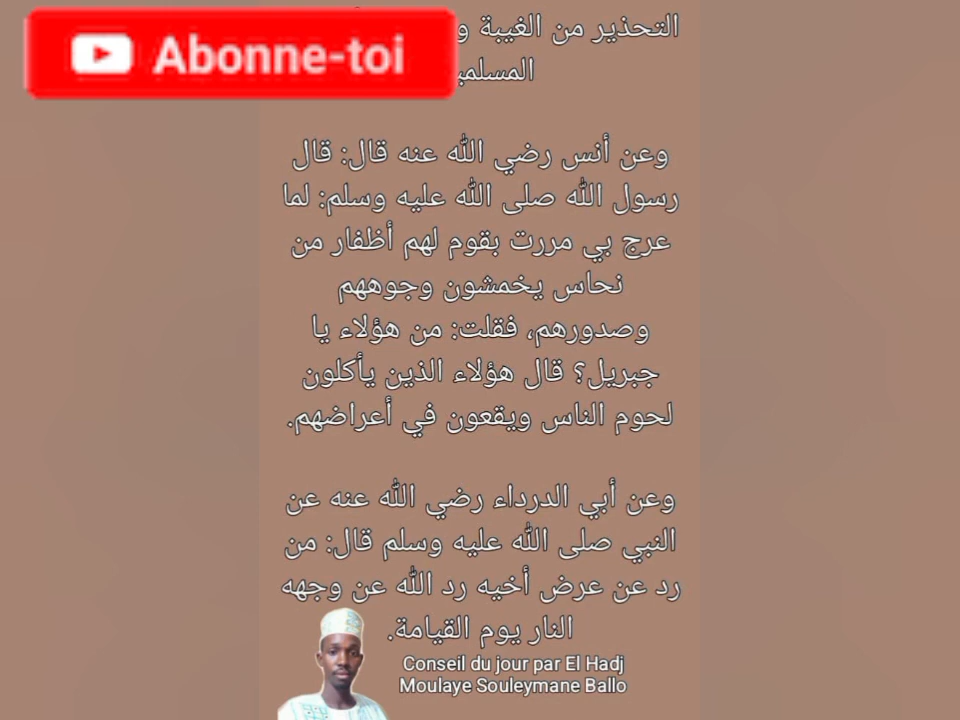 Abonne-toi
التحذير من الغيبة
وعن أنس رضي الله عنه قال: قال
رسول الله صلى الله عليه وسلم: لما
عرج بي مررت بقوم لهم أظفار من
نحاس يخمشون وجوههم
وصدورهم، فقلت: من هؤلاء يا
جبريل؟ قال هؤلاء الذين يأكلون
لحوم الناس ويقعون في أعراضهم.
وعن أبي الدرداء رضي الله عنه عن
النبي صلى الله عليه وسلم قال: من
رد عن عرض أخيه رد الله عن وجهه
النار يوم القيامة.
Conseil du jour par El Hadj
Moulaye Souleymane Ballo